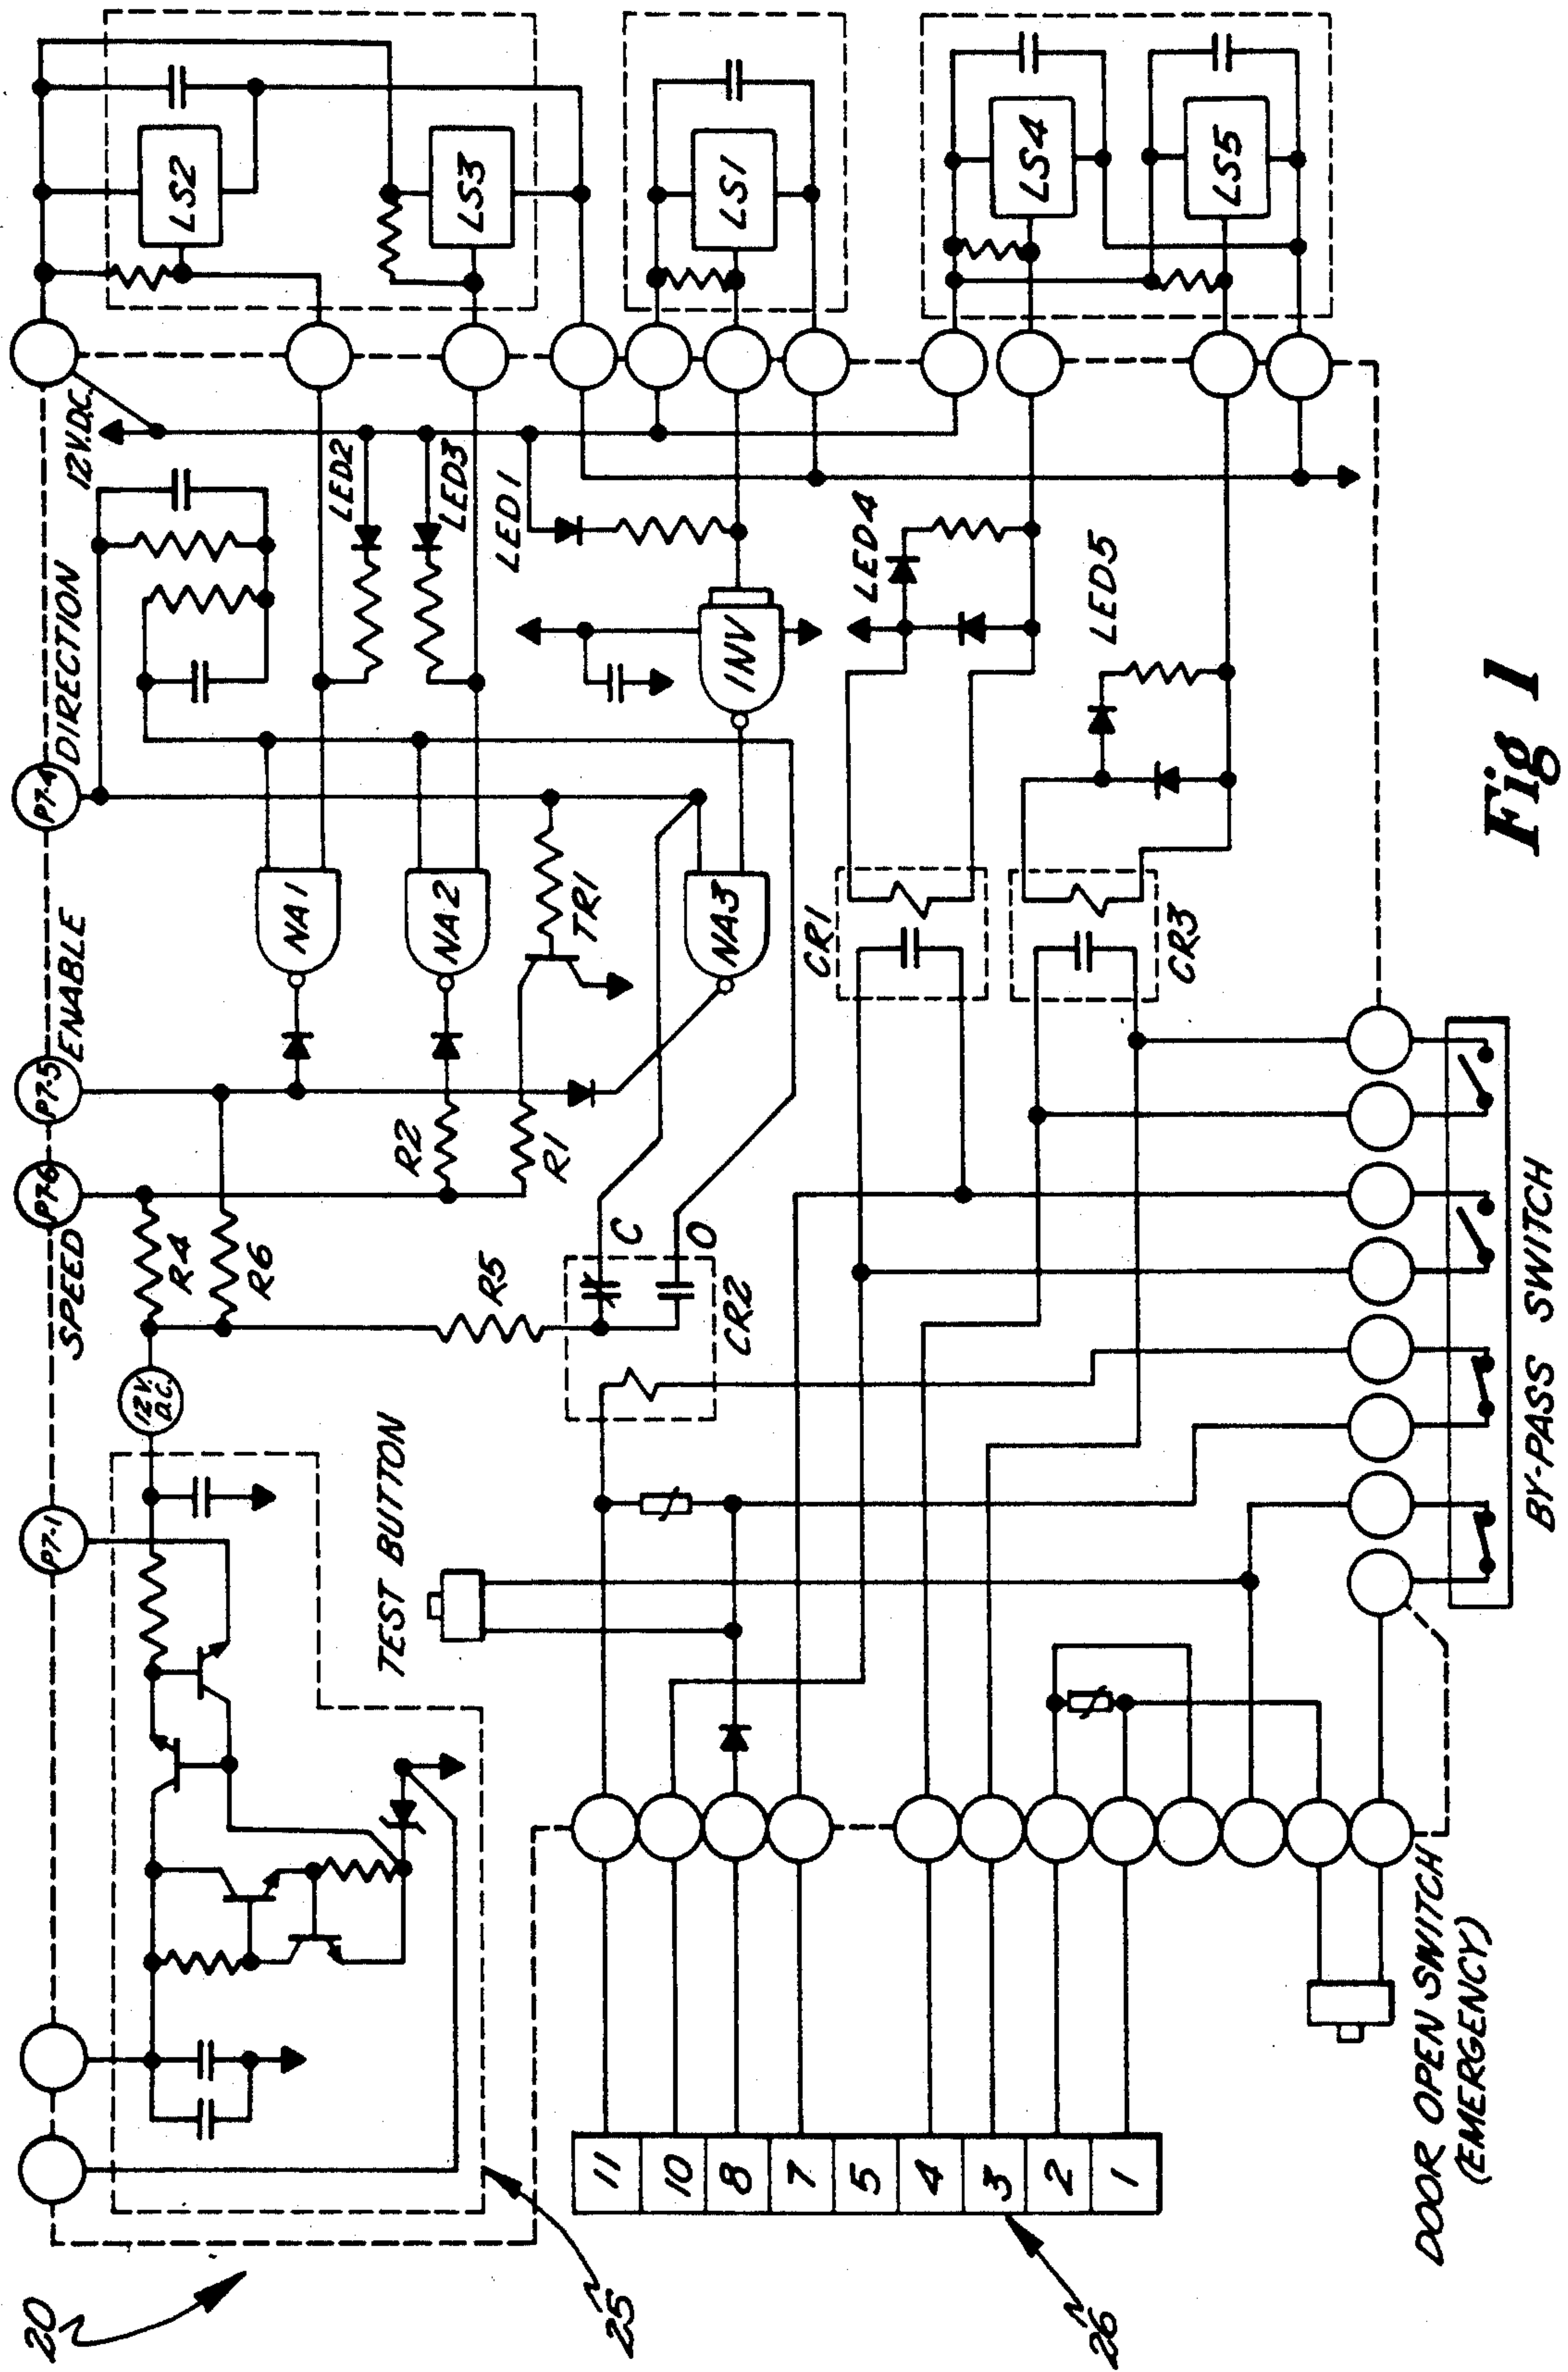 20
25
26
P7-1
SPEED
P7-6
P7-5
ENABLE
P7-4
DIRECTION
12V.D.C.
12V.
D.C.
R4
R6
R5
R2
R1
TR1
NA1
NA2
NA3
INV
LED2
LED3
LED1
LED4
LED5
LS2
LS3
LS1
LS4
LS5
C
O
CR2
CR1
CR3
TEST BUTTON
11
10
8
7
5
4
3
2
1
DOOR OPEN SWITCH
(EMERGENCY)
BY-PASS SWITCH
Fig 1